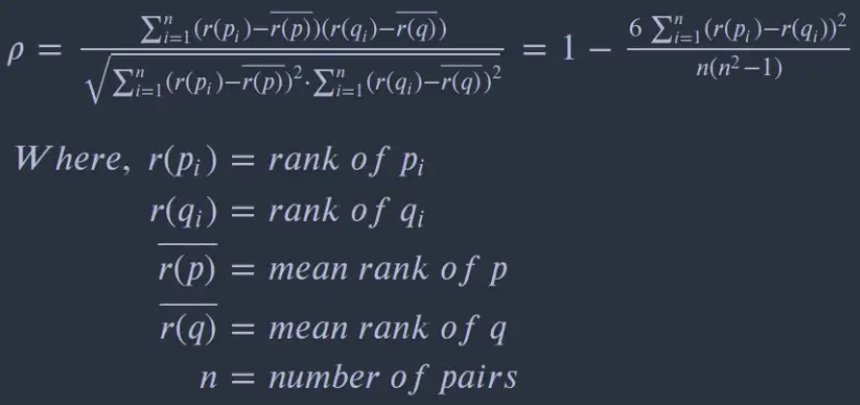 ρ = \frac{\sum_{i=1}^{n}(r(p_i)-\overline{r(p)})(r(q_i)-\overline{r(q)})}{\sqrt{\sum_{i=1}^{n}(r(p_i)-\overline{r(p)})^2 \cdot \sum_{i=1}^{n}(r(q_i)-\overline{r(q)})^2}} = 1 - \frac{6 \sum_{i=1}^{n}(r(p_i)-r(q_i))^2}{n(n^2-1)}
Where, r(p_i) = rank of p_i
r(q_i) = rank of q_i
\overline{r(p)} = mean rank of p
\overline{r(q)} = mean rank of q
n = number of pairs